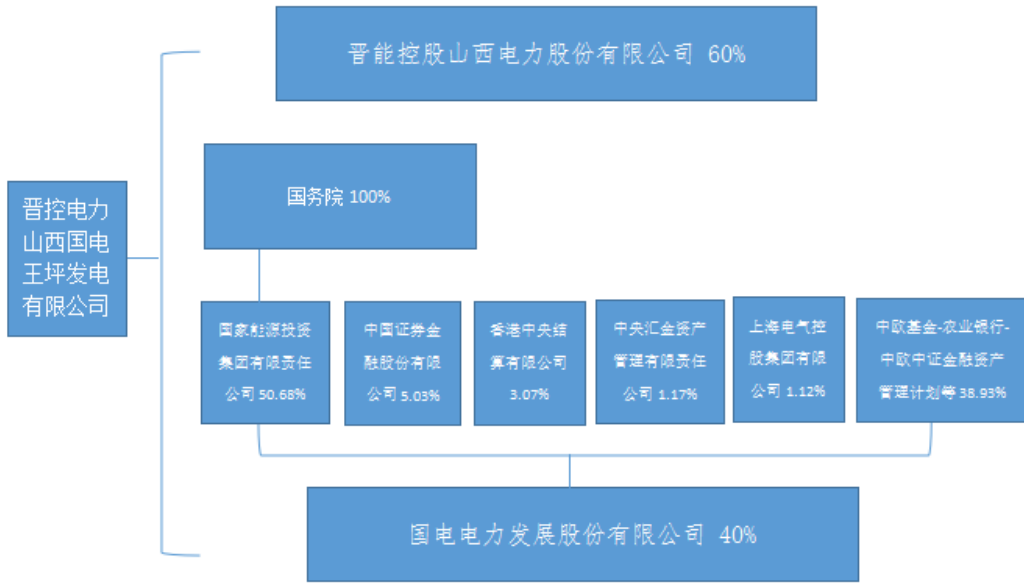 晋能控股山西电力股份有限公司 60%
国务院 100%
晋控电力
山西国电
王坪发电
有限公司
国家能源投资
集团有限责任
公司 50.68%
中国证券金
融股份有限
公司 5.03%
香港中央结
算有限公司
3.07%
中央汇金资产
管理有限责任
公司 1.17%
上海电气控
股集团有限
公司 1.12%
中欧基金-农业银行-
中欧中证金融资产
管理计划等 38.93%
国电电力发展股份有限公司 40%